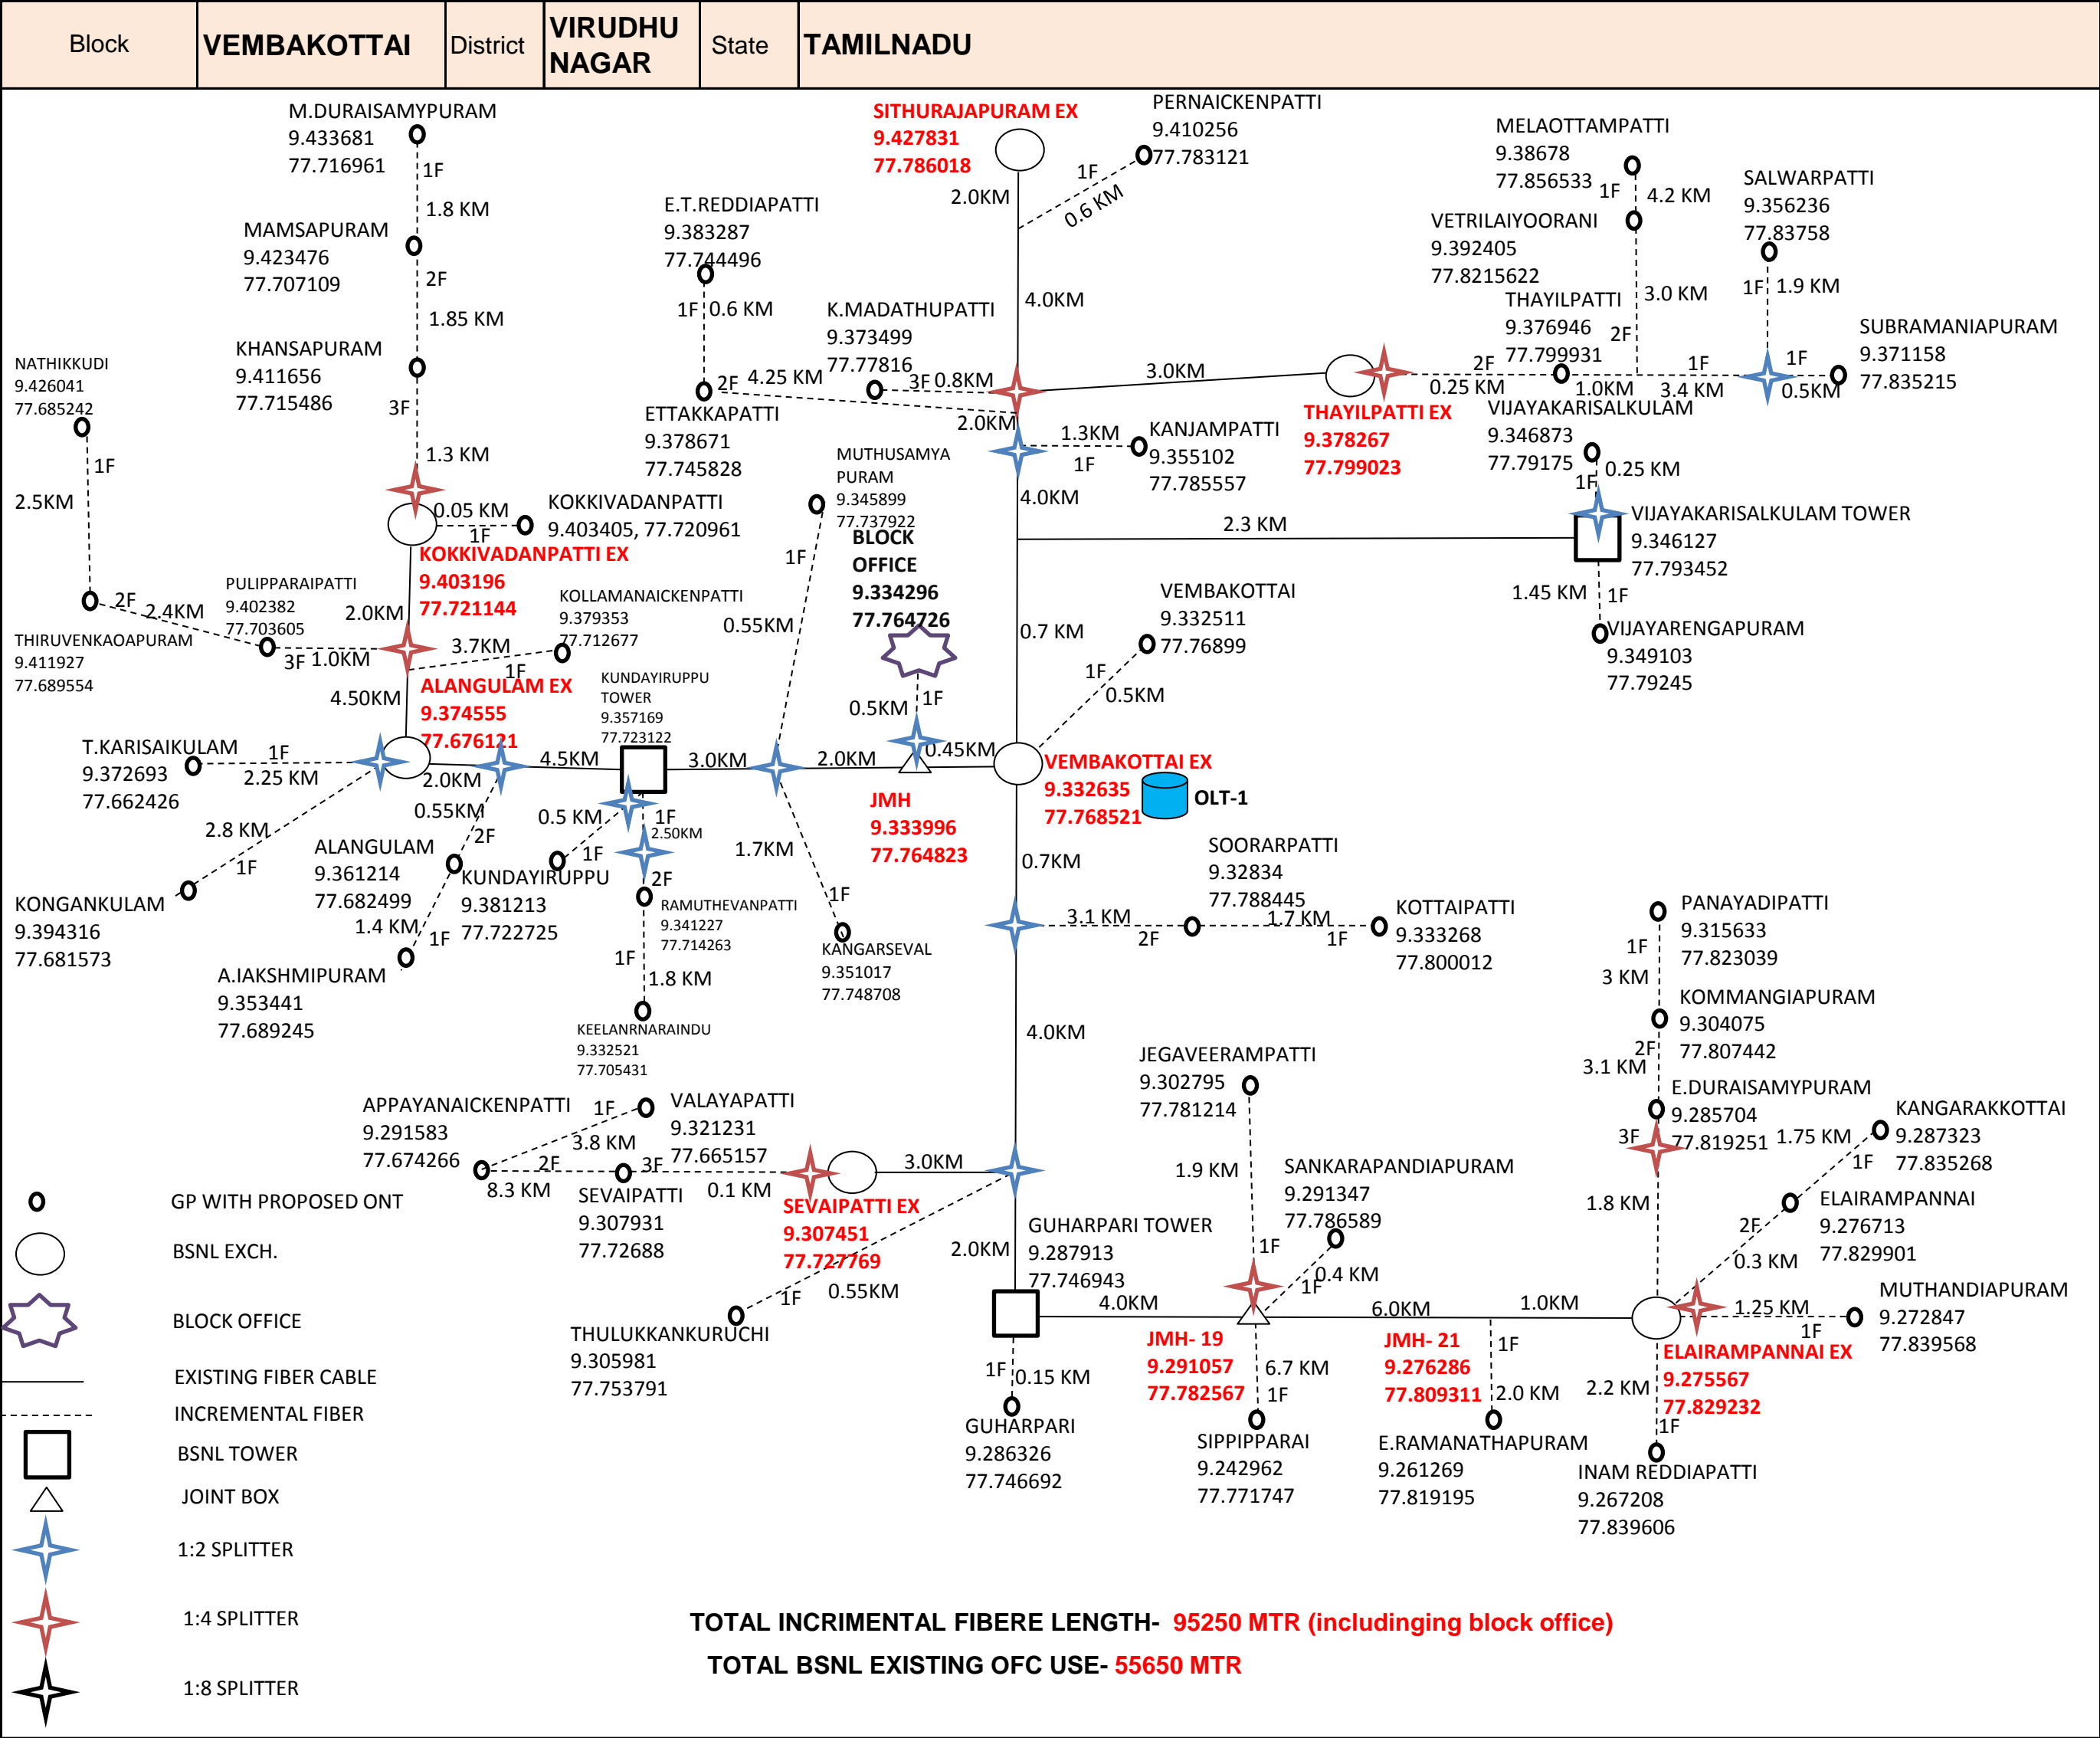 Block VEMBAKOTTAI District VIRUDHU NAGAR State TAMILNADU
M.DURAISAMYPURAM
9.433681
77.716961
1F
1.8 KM
MAMSAPURAM
9.423476
77.707109
2F
1.85 KM
KHANSAPURAM
9.411656
77.715486
3F
1.3 KM
NATHIKKUDI
9.426041
77.685242
1F
2.5KM
0.05 KM
1F
KOKKIVADANPATTI
9.403405, 77.720961
KOKKIVADANPATTI EX
9.403196
77.721144
2F
2.4KM
THIRUVENKAOAPURAM
9.411927
77.689554
PULIPPARAIPATTI
9.402382
77.703605
3F 1.0KM
2.0KM
3.7KM
1F
KOLLAMANAICKENPATTI
9.379353
77.712677
4.50KM
ALANGULAM EX
9.374555
77.676121
T.KARISAIKULAM
9.372693
77.662426
1F
2.25 KM
2.8 KM
1F
KONGANKULAM
9.394316
77.681573
2.0KM
0.55KM
2F
ALANGULAM
9.361214
77.682499
1.4 KM
1F
A.IAKSHMIPURAM
9.353441
77.689245
4.5KM
KUNDAYIRUPPU
TOWER
9.357169
77.723122
0.5 KM
1F
KUNDAYIRUPPU
9.381213
77.722725
1F
2.50KM
2F
RAMUTHEVANPATTI
9.341227
77.714263
1F
1.8 KM
KEELANRNARAINDU
9.332521
77.705431
3.0KM
E.T.REDDIAPATTI
9.383287
77.744496
1F 0.6 KM
2F 4.25 KM
ETTAKKAPATTI
9.378671
77.745828
K.MADATHUPATTI
9.373499
77.77816
3F 0.8KM
MUTHUSAMYA
PURAM
9.345899
77.737922
1F
0.55KM
BLOCK
OFFICE
9.334296
77.764726
1F
0.5KM
2.0KM
0.45KM
JMH
9.333996
77.764823
1.7KM
1F
KANGARSEVAL
9.351017
77.748708
SITHURAJAPURAM EX
9.427831
77.786018
2.0KM
PERNAICKENPATTI
9.410256
77.783121
1F
0.6 KM
4.0KM
3.0KM
2.0KM
1.3KM
1F
KANJAMPATTI
9.355102
77.785557
4.0KM
2.3 KM
0.7 KM
VEMBAKOTTAI
9.332511
77.76899
1F
0.5KM
VEMBAKOTTAI EX
9.332635
77.768521
OLT-1
MELAOTTAMPATTI
9.38678
77.856533
1F
4.2 KM
VETRILAIYOORANI
9.392405
77.8215622
3.0 KM
2F
SALWARPATTI
9.356236
77.83758
1F 1.9 KM
THAYILPATTI
9.376946
77.799931
2F
0.25 KM
1.0KM
1F
3.4 KM
1F
0.5KM
SUBRAMANIAPURAM
9.371158
77.835215
THAYILPATTI EX
9.378267
77.799023
VIJAYAKARISALKULAM
9.346873
77.79175
0.25 KM
1F
VIJAYAKARISALKULAM TOWER
9.346127
77.793452
1.45 KM 1F
VIJAYARENGAPURAM
9.349103
77.79245
0.7KM
SOORARPATTI
9.32834
77.788445
3.1 KM
2F
1.7 KM
1F
KOTTAIPATTI
9.333268
77.800012
4.0KM
APPAYANAICKENPATTI
9.291583
77.674266
1F
3.8 KM
VALAYAPATTI
9.321231
77.665157
2F
8.3 KM
SEVAIPATTI
9.307931
77.72688
3F
0.1 KM
3.0KM
SEVAIPATTI EX
9.307451
77.727769
0.55KM
1F
THULUKKANKURUCHI
9.305981
77.753791
2.0KM
GUHARPARI TOWER
9.287913
77.746943
1F 0.15 KM
GUHARPARI
9.286326
77.746692
4.0KM
JEGAVEERAMPATTI
9.302795
77.781214
1.9 KM
1F
SANKARAPANDIAPURAM
9.291347
77.786589
0.4 KM
1F
JMH- 19
9.291057
77.782567
6.7 KM
1F
SIPPIPPARAI
9.242962
77.771747
6.0KM
JMH- 21
9.276286
77.809311
1F
2.0 KM
E.RAMANATHAPURAM
9.261269
77.819195
1.0KM
PANAYADIPATTI
9.315633
77.823039
1F
3 KM
KOMMANGIAPURAM
9.304075
77.807442
2F
3.1 KM
E.DURAISAMYPURAM
9.285704
77.819251
3F
1.8 KM
1.75 KM
1F
KANGARAKKOTTAI
9.287323
77.835268
ELAIRAMPANNAI
9.276713
77.829901
2F
0.3 KM
1.25 KM
1F
MUTHANDIAPURAM
9.272847
77.839568
ELAIRAMPANNAI EX
9.275567
77.829232
2.2 KM
1F
INAM REDDIAPATTI
9.267208
77.839606
GP WITH PROPOSED ONT
BSNL EXCH.
BLOCK OFFICE
EXISTING FIBER CABLE
INCREMENTAL FIBER
BSNL TOWER
JOINT BOX
1:2 SPLITTER
1:4 SPLITTER
1:8 SPLITTER
TOTAL INCRIMENTAL FIBERE LENGTH- 95250 MTR (includinging block office)
TOTAL BSNL EXISTING OFC USE- 55650 MTR